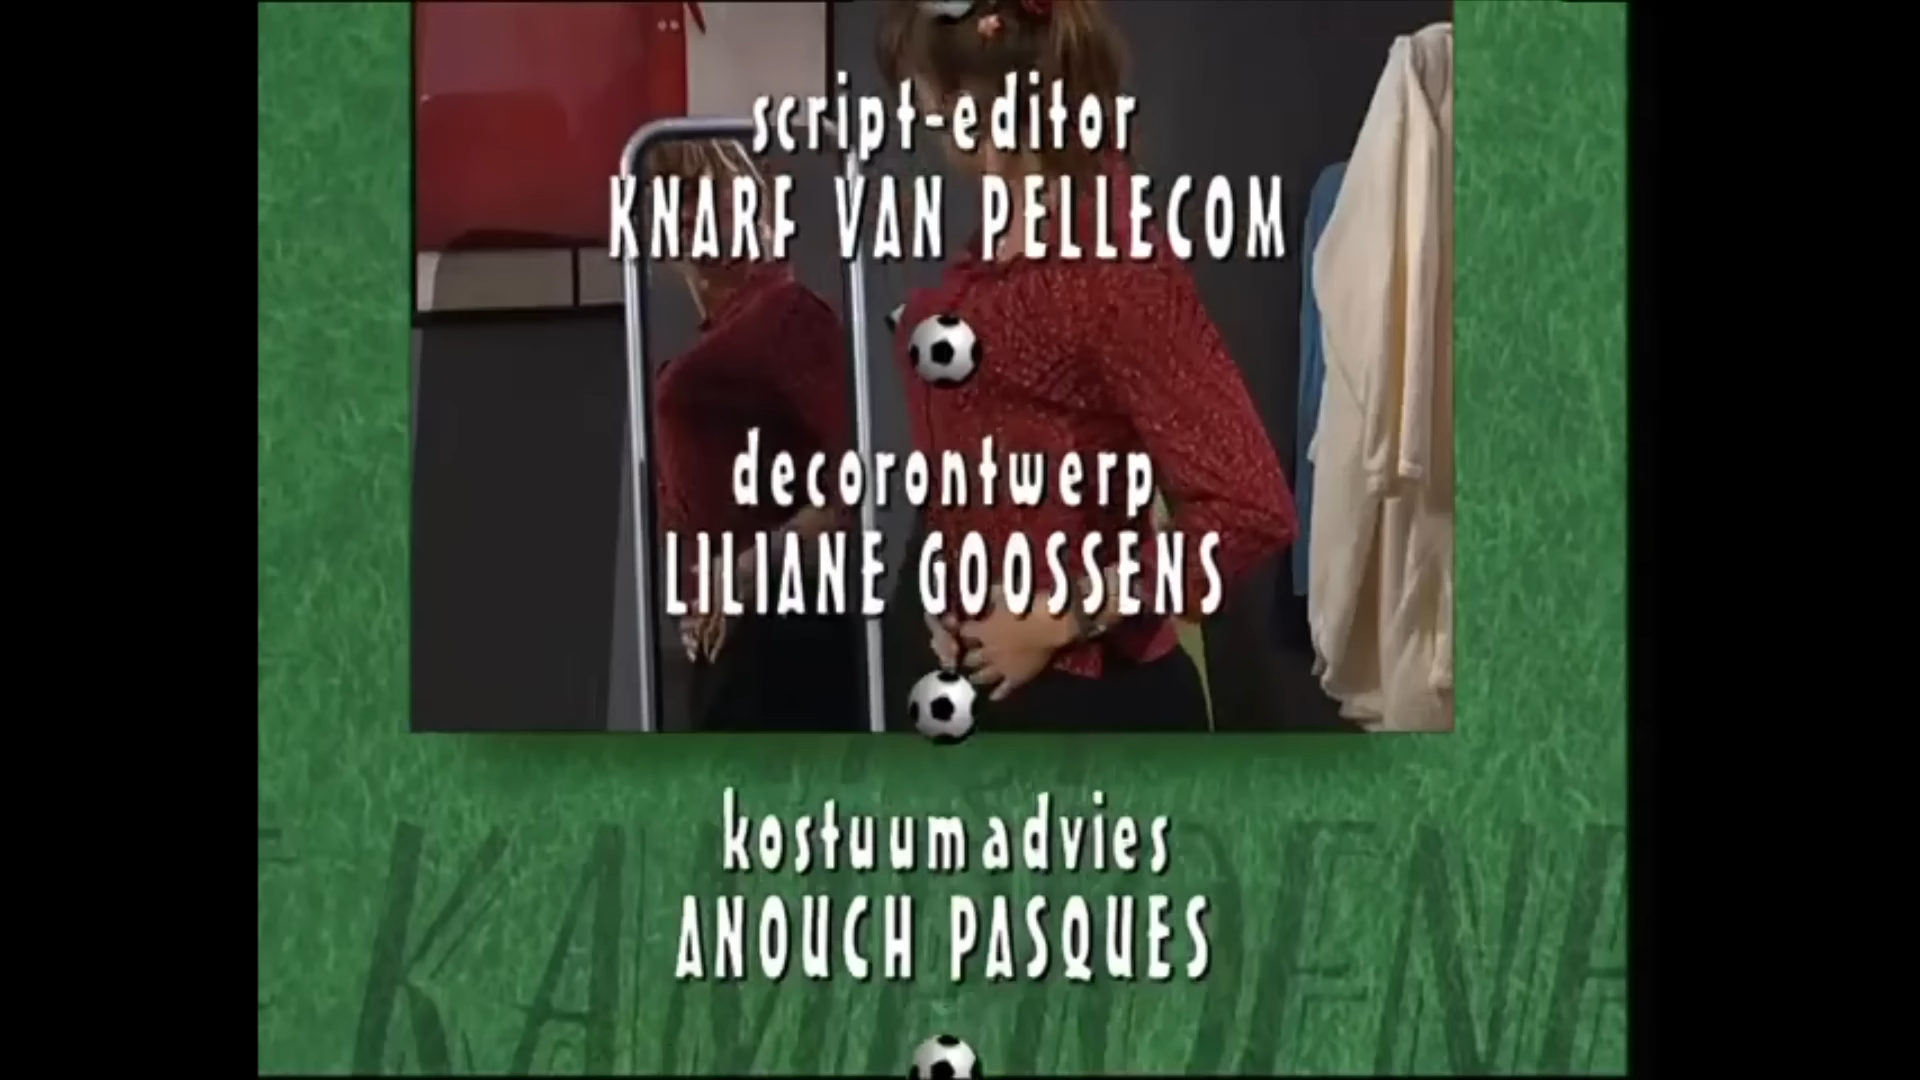 script-editor
KNARF VAN PELLECOM
decorontwerp
LILIANE GOOSSENS
kostuumadvies
ANOUCH PASQUES